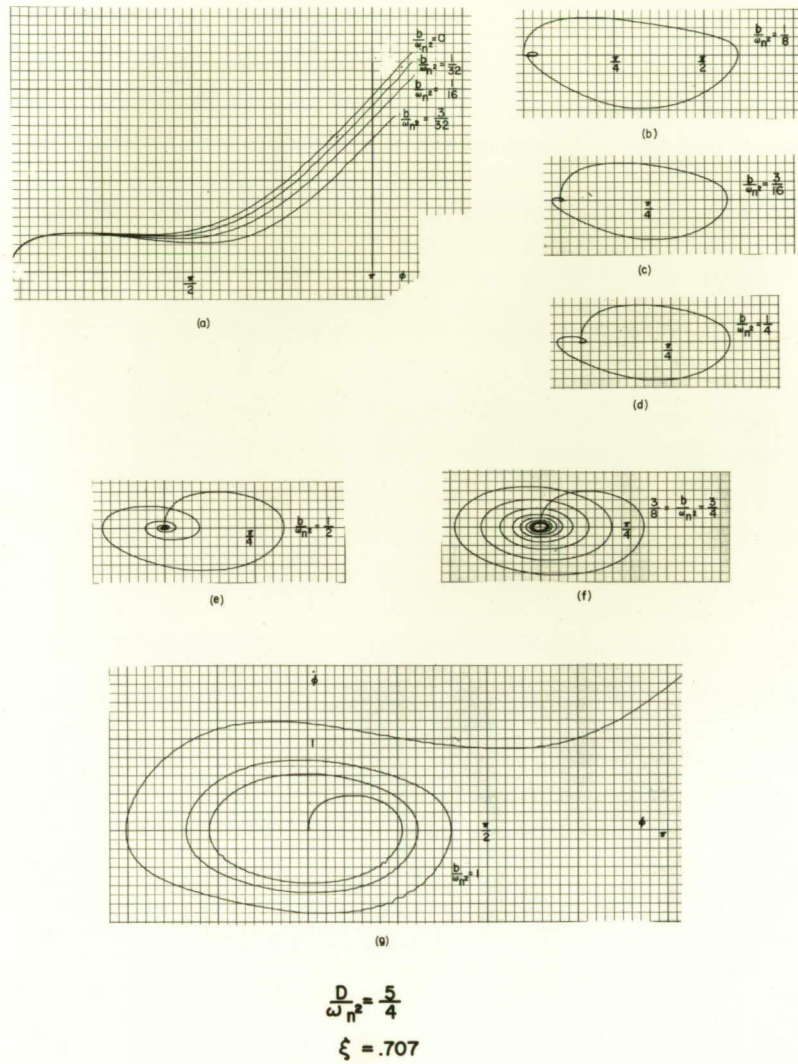 b/ωn² = 0
b/ωn² = 1/32
b/ωn² = 1/16
b/ωn² = 3/32
π/2
π
φ
(a)
π/4
π/2
b/ωn² = 1/8
(b)
π/4
b/ωn² = 3/16
(c)
π/4
b/ωn² = 1/4
(d)
π/4
b/ωn² = 1/2
(e)
π/4
3/8 = b/ωn² = 3/4
(f)
φ̇
1
π/2
φ
π
b/ωn² = 1
(g)
D/ωn² = 5/4
ξ = .707